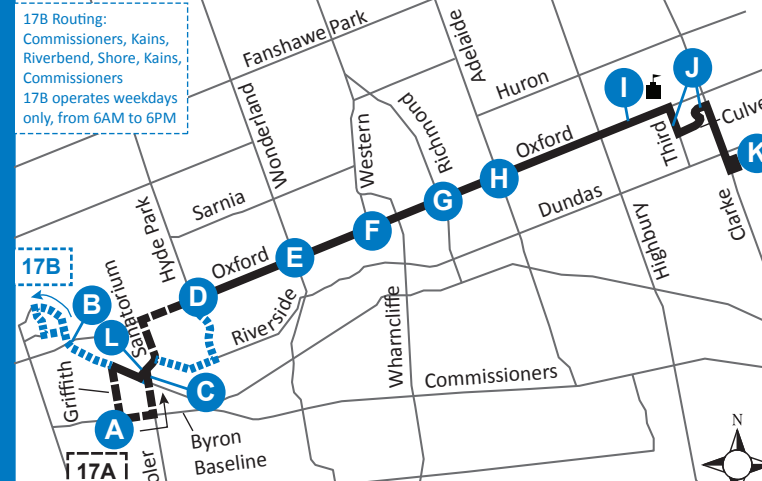 17B Routing:
Commissioners, Kains,
Riverbend, Shore, Kains,
Commissioners
17B operates weekdays
only, from 6AM to 6PM
Fanshawe Park
Adelaide
Wonderland
Western
Richmond
Huron
I
J
Culve
Third
K
Oxford
H
G
F
E
Dundas
Highbury
Clarke
Sarnia
Hyde Park
Oxford
D
Riverside
17B
B
Sanatorium
L
Wharncliffe
Commissioners
C
Griffith
A
Byron
Baseline
17A
pler
N